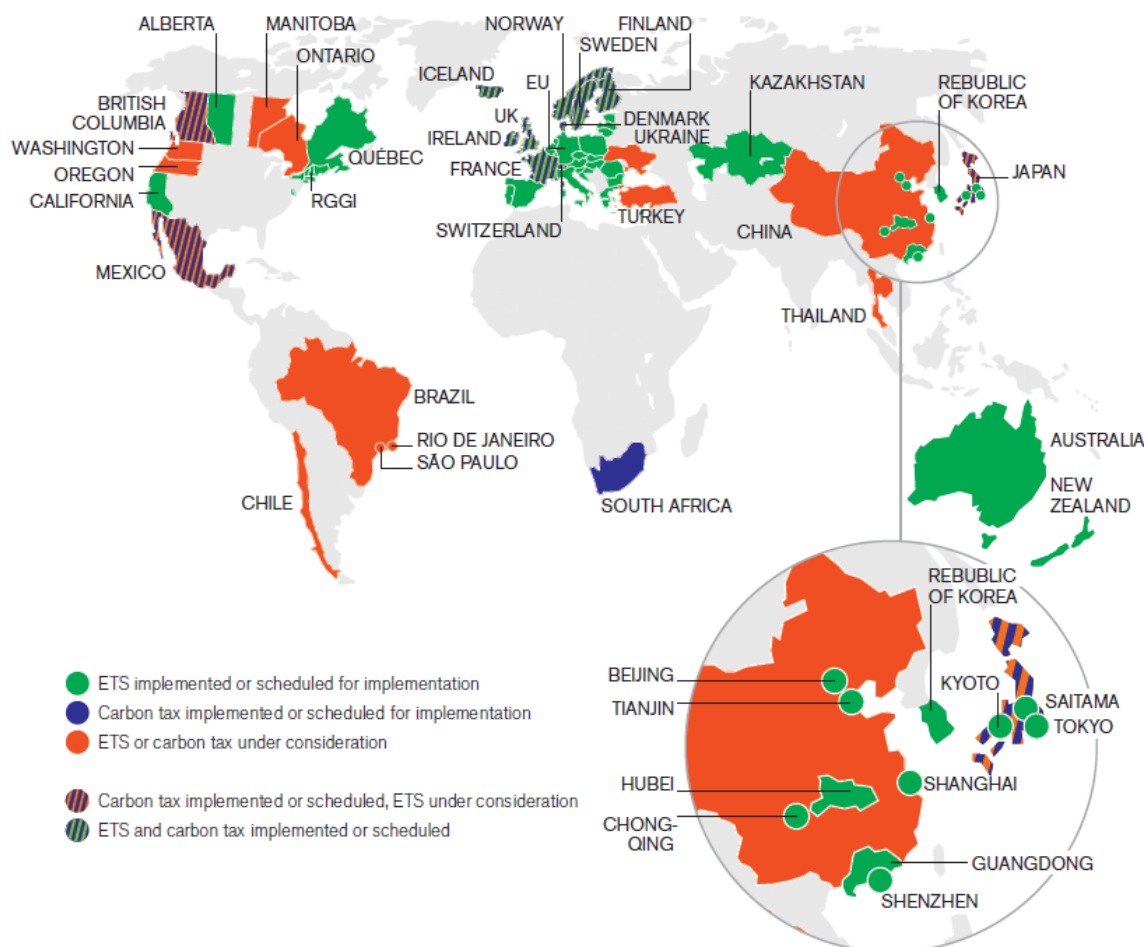 ALBERTA
MANITOBA
ONTARIO
NORWAY
FINLAND
SWEDEN
ICELAND
EU
KAZAKHSTAN
REBUBLIC
OF KOREA
BRITISH
COLUMBIA
UK
DENMARK
UKRAINE
WASHINGTON
IRELAND
QUÉBEC
OREGON
FRANCE
JAPAN
CALIFORNIA
RGGI
TURKEY
SWITZERLAND
CHINA
MEXICO
THAILAND
BRAZIL
RIO DE JANEIRO
SÃO PAULO
CHILE
SOUTH AFRICA
AUSTRALIA
NEW
ZEALAND
REBUBLIC
OF KOREA
BEIJING
TIANJIN
KYOTO
SAITAMA
TOKYO
HUBEI
SHANGHAI
CHONG-
QING
GUANGDONG
SHENZHEN
ETS implemented or scheduled for implementation
Carbon tax implemented or scheduled for implementation
ETS or carbon tax under consideration
Carbon tax implemented or scheduled, ETS under consideration
ETS and carbon tax implemented or scheduled